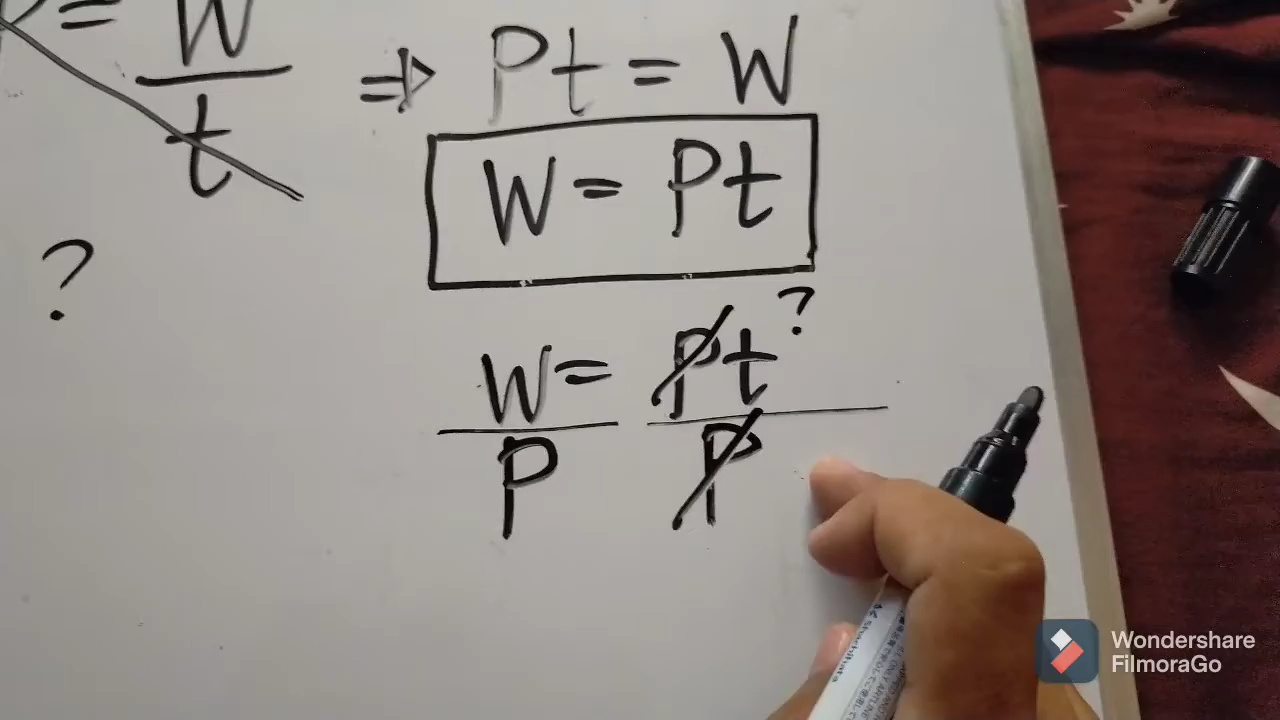 P = W / t ⇒ Pt = W
W = Pt
?
W = Pt ?
P P
Wondershare
FilmoraGo